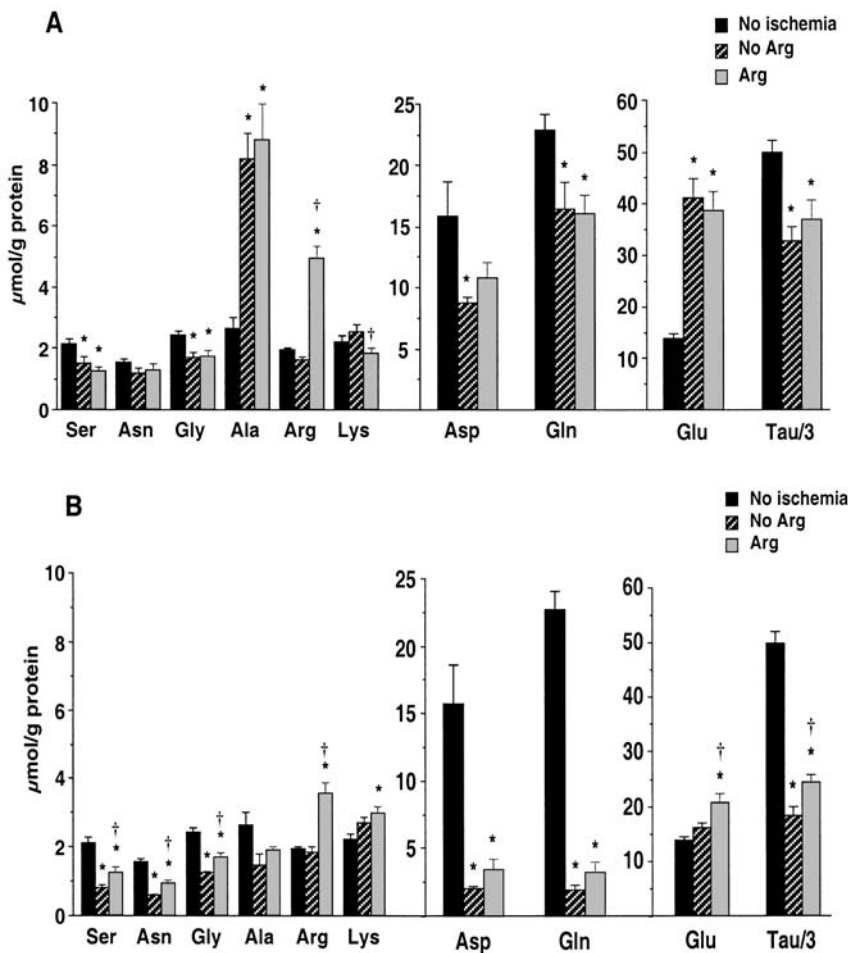 A
No ischemia
No Arg
Arg
µmol/g protein
10
8
6
4
2
0
25
20
15
10
5
60
50
40
30
20
10
* * * * * * * † * †
* * *
* * * *
Ser Asn Gly Ala Arg Lys
Asp Gln
Glu Tau/3
B
No ischemia
No Arg
Arg
µmol/g protein
10
8
6
4
2
0
25
20
15
10
5
0
60
50
40
30
20
10
* † * * † * * † * † * *
* * * *
† * * † *
Ser Asn Gly Ala Arg Lys
Asp Gln
Glu Tau/3